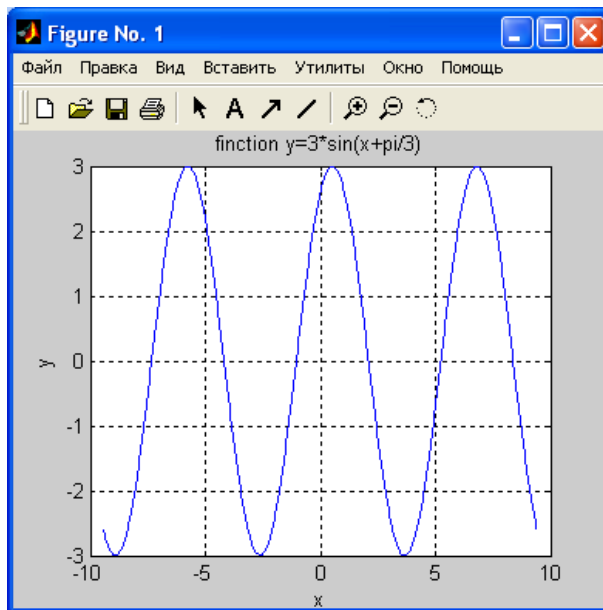 Figure No. 1
Файл Правка Вид Вставить Утилиты Окно Помощь
A
finction y=3*sin(x+pi/3)
3
2
1
0
-1
-2
-3
y
-10 -5 0 5 10
x